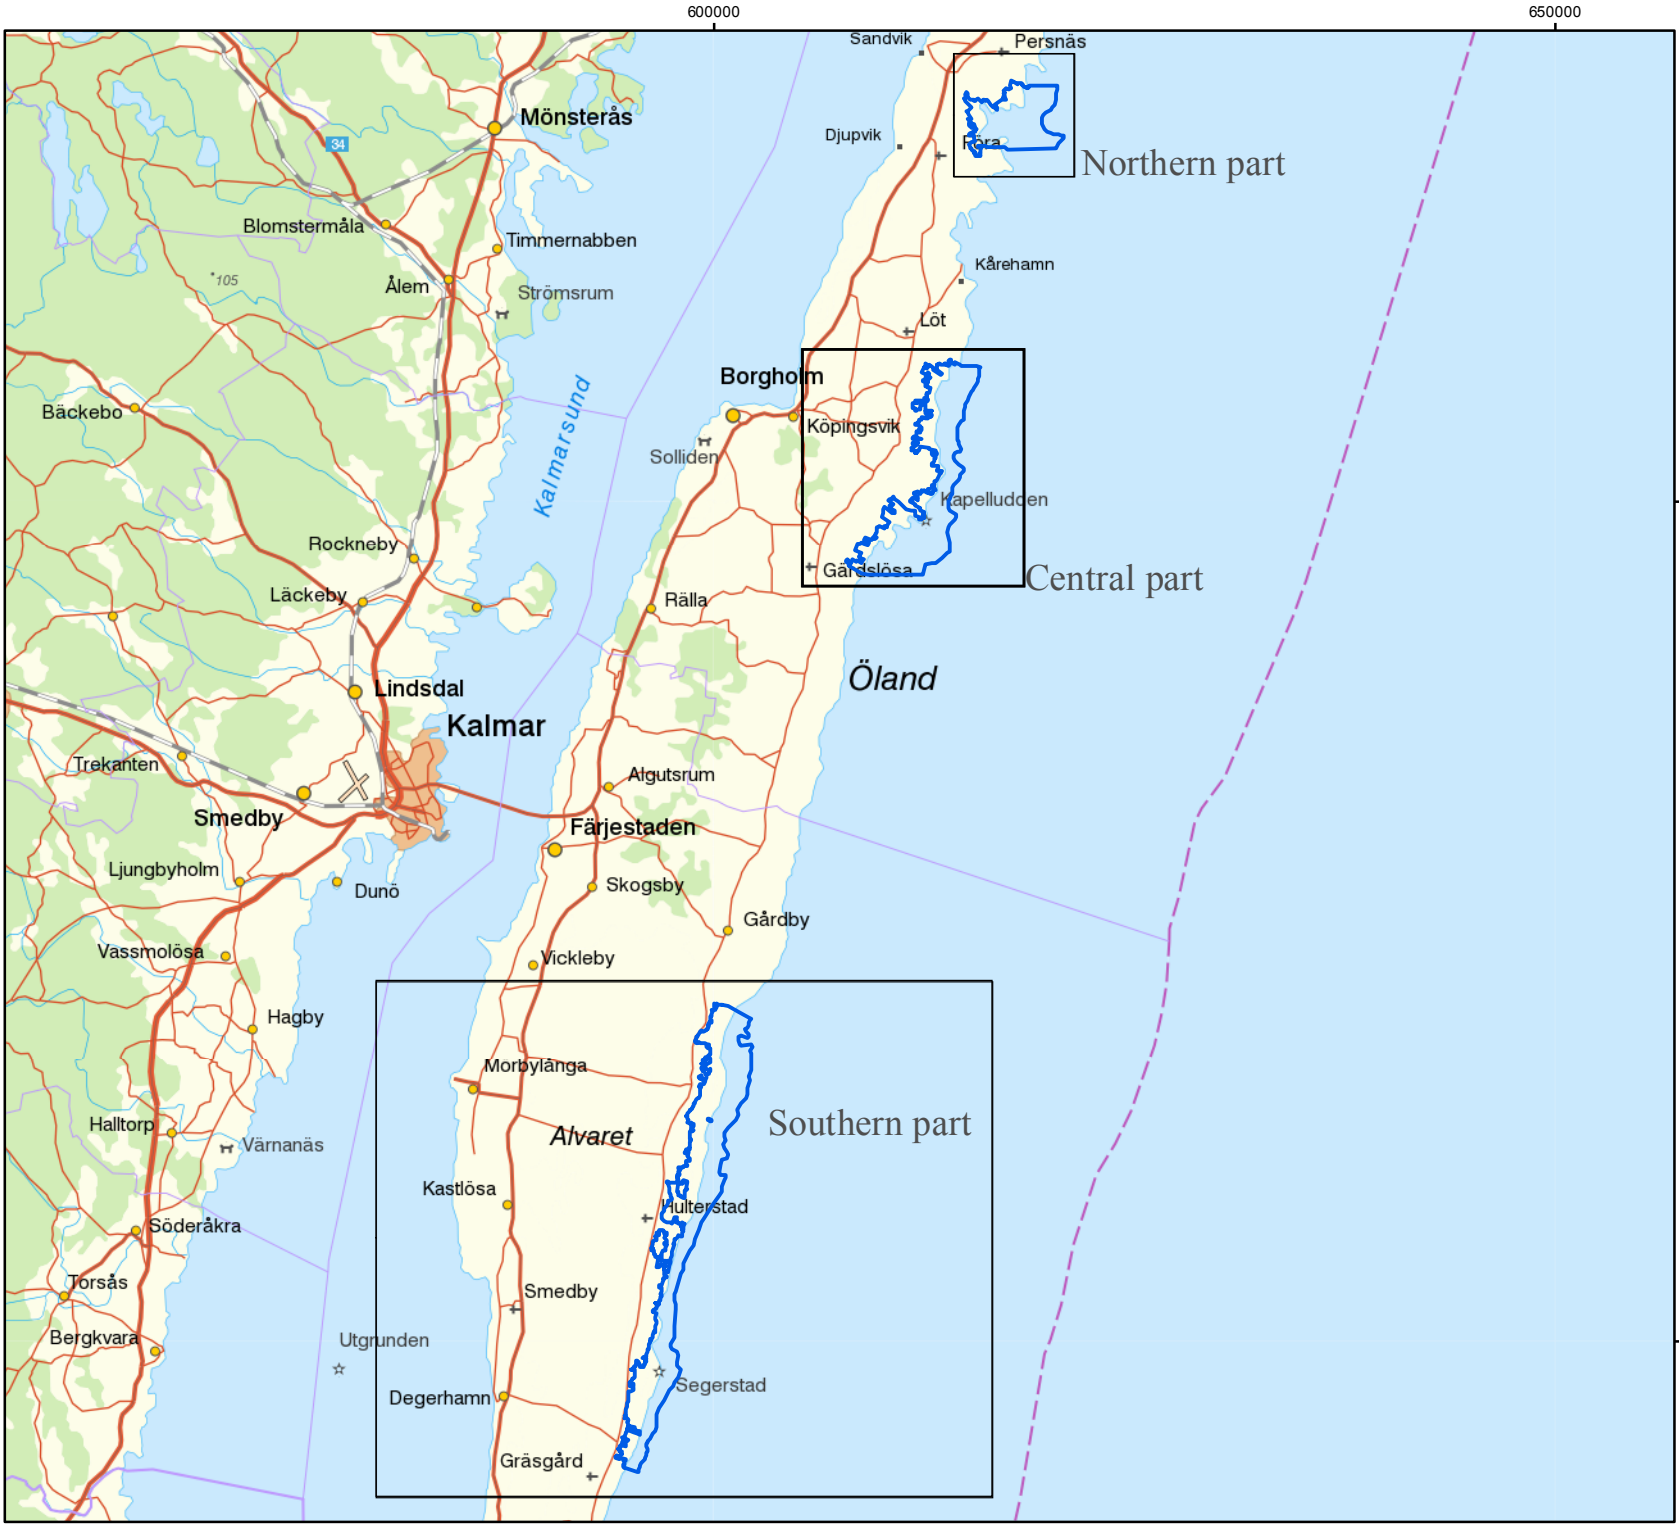 600000
650000
Sandvik
Persnäs
Mönsterås
34
Djupvik
Föra
Northern part
Blomstermåla
Timmernabben
Kårehamn
105
Ålem
Strömsrum
Löt
Kalmarsund
Borgholm
Bäckebo
Köpingsvik
Solliden
Kapelludden
Rockneby
Gärdslösa
Central part
Läckeby
Rälla
Öland
Lindsdal
Kalmar
Trekanten
Algutsrum
Smedby
Färjestaden
Ljungbyholm
Dunö
Skogsby
Gårdby
Vassmolösa
Vickleby
Hagby
Mörbylånga
Halltorp
Alvaret
Southern part
Värnanäs
Kastlösa
Hulterstad
Söderåkra
Torsås
Smedby
Bergkvara
Utgrunden
Segerstad
Degerhamn
Gräsgård